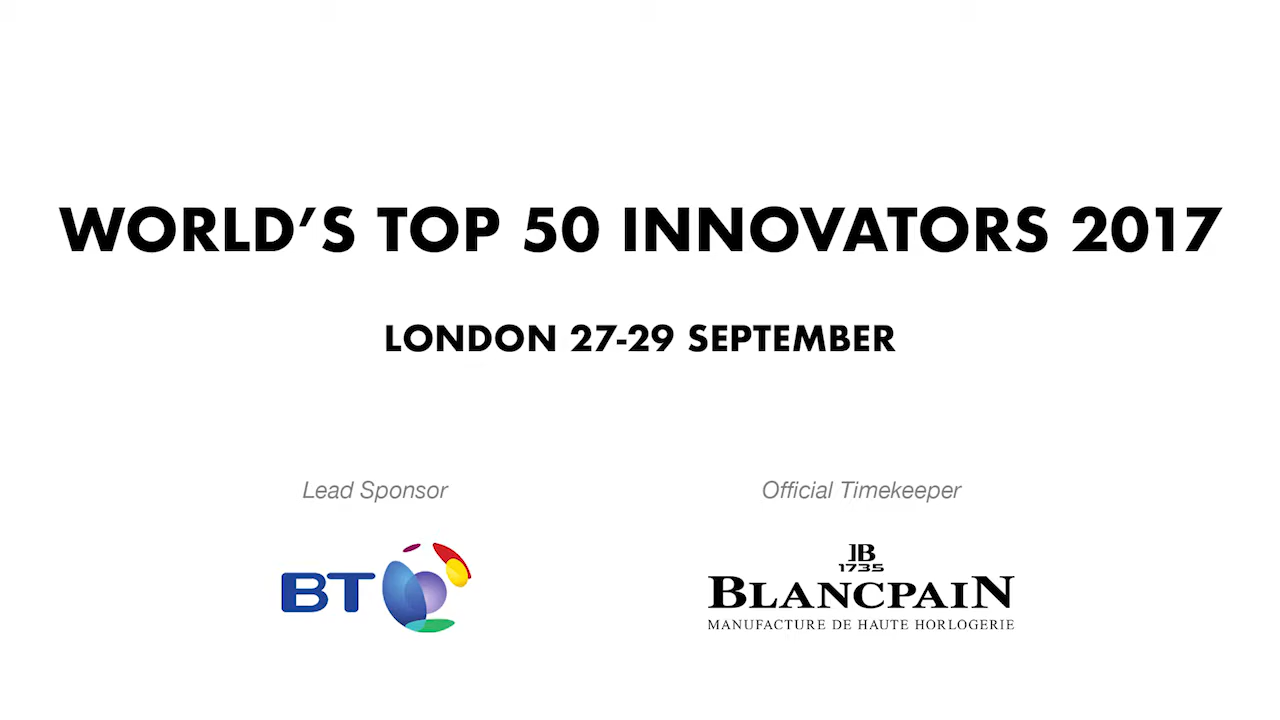 WORLD’S TOP 50 INNOVATORS 2017
LONDON 27-29 SEPTEMBER
Lead Sponsor
Official Timekeeper
BT
JB
1735
BLANCPAIN
MANUFACTURE DE HAUTE HORLOGERIE